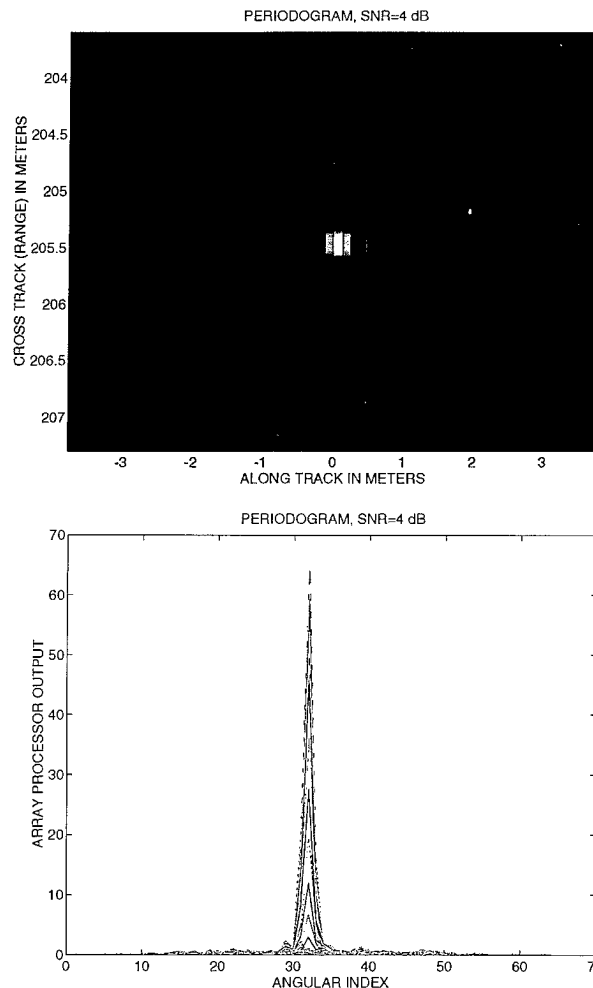 PERIODOGRAM, SNR=4 dB
204
204.5
205
205.5
206
206.5
207
CROSS TRACK (RANGE) IN METERS
-3 -2 -1 0 1 2 3
ALONG TRACK IN METERS
PERIODOGRAM, SNR=4 dB
70
60
50
40
30
20
10
0
ARRAY PROCESSOR OUTPUT
0 10 20 30 40 50 60 70
ANGULAR INDEX